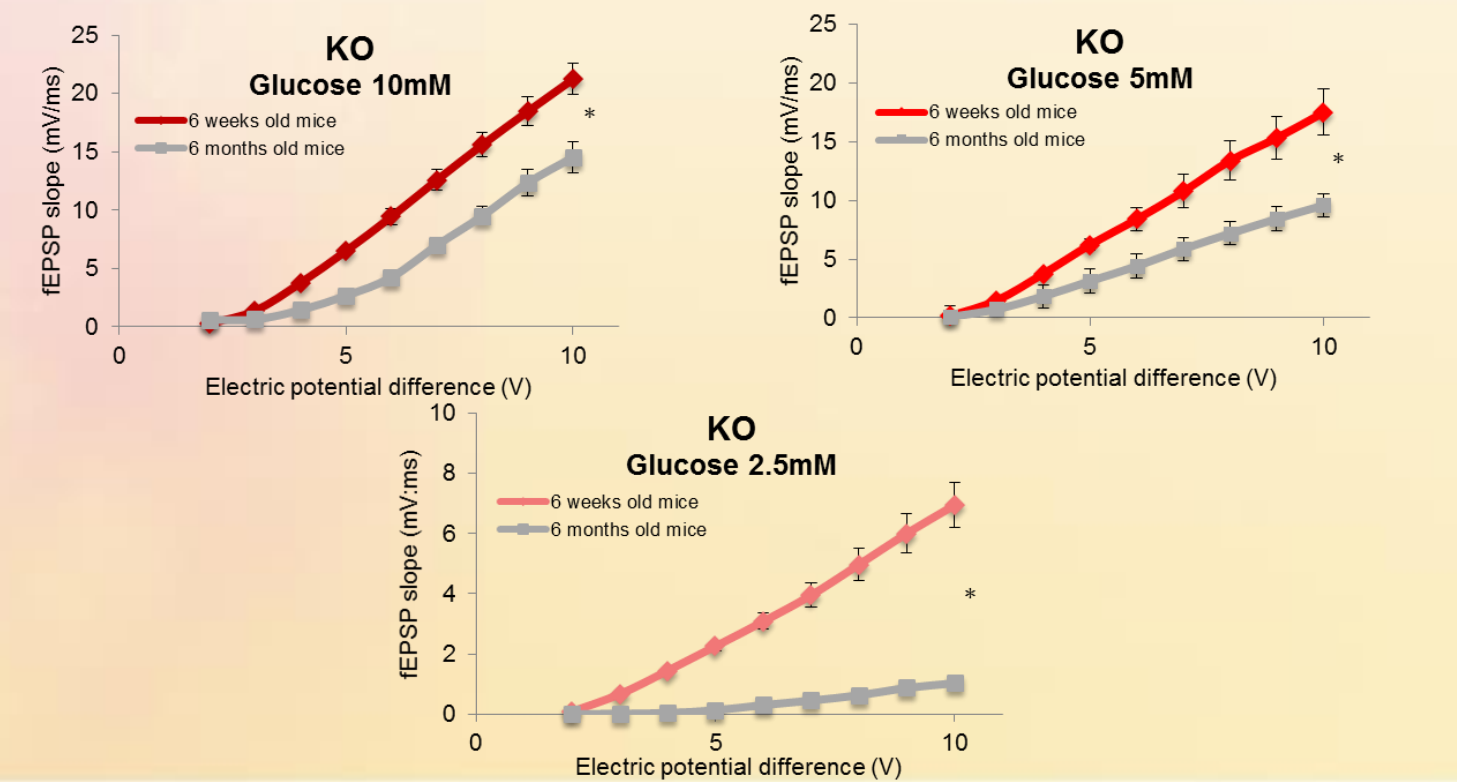 KO
Glucose 10mM
6 weeks old mice
6 months old mice
*
fEPSP slope (mV/ms)
25
20
15
10
5
0
0
5
10
Electric potential difference (V)
KO
Glucose 5mM
6 weeks old mice
6 months old mice
*
fEPSP slope (mV/ms)
25
20
15
10
5
0
0
5
10
Electric potential difference (V)
KO
Glucose 2.5mM
6 weeks old mice
6 months old mice
*
fEPSP slope (mV:ms)
10
8
6
4
2
0
0
5
10
Electric potential difference (V)